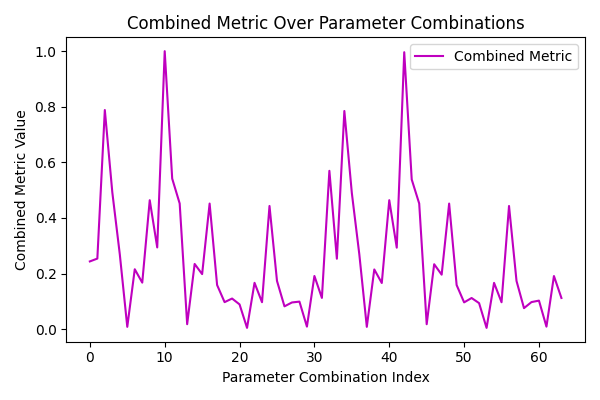 Combined Metric Over Parameter Combinations
Combined Metric
Combined Metric Value
1.0
0.8
0.6
0.4
0.2
0.0
0 10 20 30 40 50 60
Parameter Combination Index